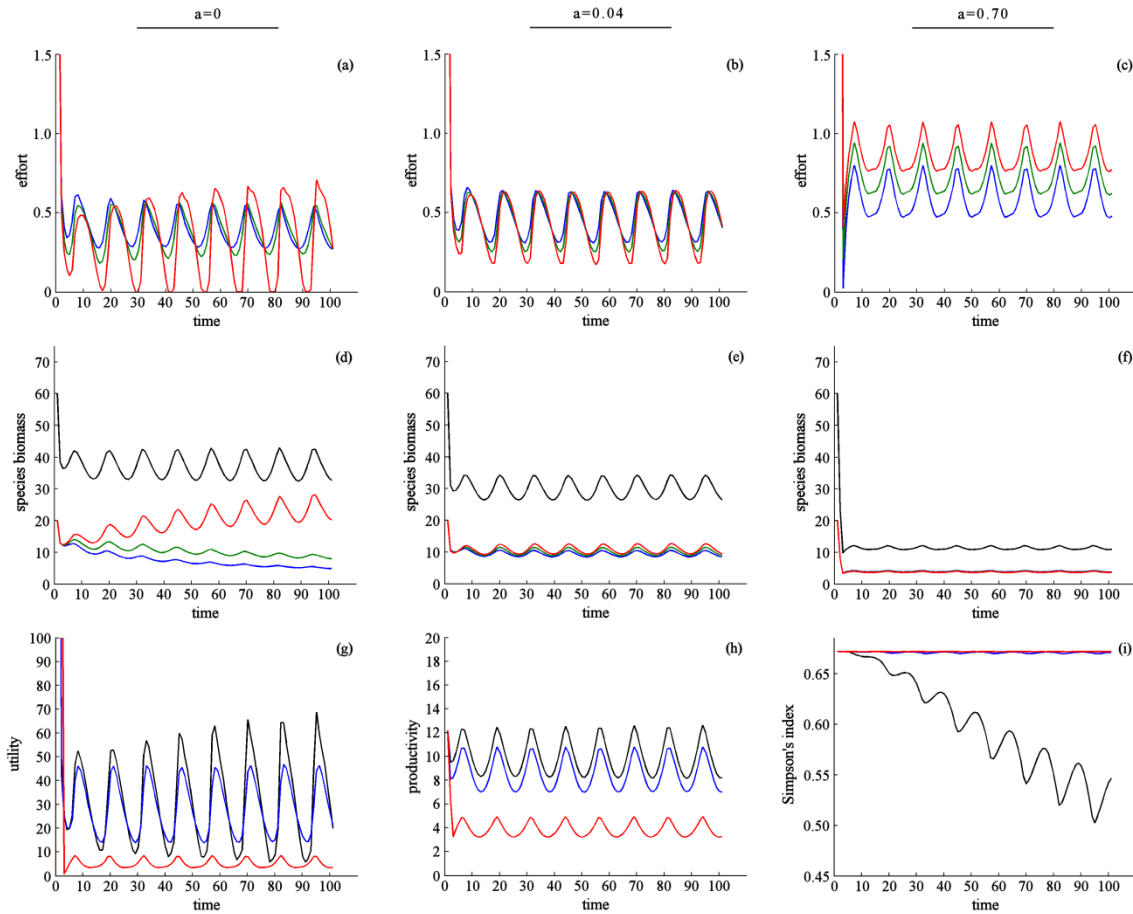 a=0
a=0.04
a=0.70
(a)
1.5
1.0
0.5
0
effort
0 10 20 30 40 50 60 70 80 90 100
time
(b)
1.5
1.0
0.5
0
effort
0 10 20 30 40 50 60 70 80 90 100
time
(c)
1.5
1.0
0.5
0
effort
0 10 20 30 40 50 60 70 80 90 100
time
(d)
70
60
50
40
30
20
10
0
species biomass
0 10 20 30 40 50 60 70 80 90 100
time
(e)
70
60
50
40
30
20
10
0
species biomass
0 10 20 30 40 50 60 70 80 90 100
time
(f)
70
60
50
40
30
20
10
0
species biomass
0 10 20 30 40 50 60 70 80 90 100
time
(g)
100
90
80
70
60
50
40
30
20
10
0
utility
0 10 20 30 40 50 60 70 80 90 100
time
(h)
20
18
16
14
12
10
8
6
4
2
0
productivity
0 10 20 30 40 50 60 70 80 90 100
time
(i)
0.65
0.60
0.55
0.50
0.45
Simpson's index
0 10 20 30 40 50 60 70 80 90 100
time